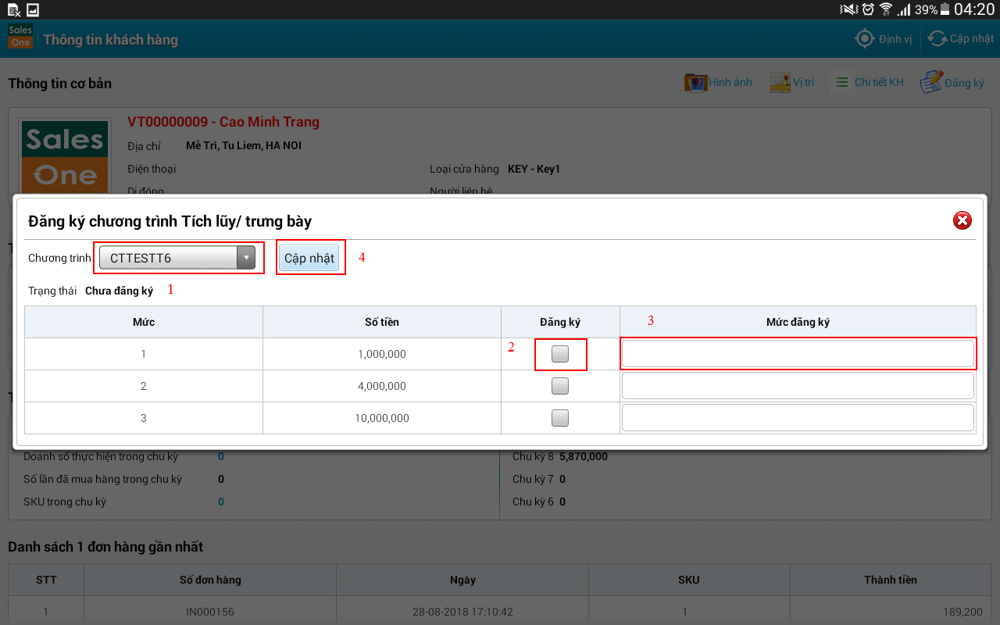 39% 04:20
Sales One
Thông tin khách hàng
Định vị
Cập nhật
Thông tin cơ bản
Hình ảnh
Vị trí
Chi tiết KH
Đăng ký
Sales One
VT00000009 - Cao Minh Trang
Địa chỉ Mễ Trì, Tu Liem, HA NOI
Điện thoại
Loại cửa hàng KEY - Key1
Di động
Người liên hệ
Đăng ký chương trình Tích lũy/ trưng bày
Chương trình CTTESTT6 Cập nhật 4
Trạng thái Chưa đăng ký 1
Mức Số tiền Đăng ký 3 Mức đăng ký
1 1,000,000 2
2 4,000,000
3 10,000,000
Doanh số thực hiện trong chu kỳ 0
Chu kỳ 8 5,870,000
Số lần đã mua hàng trong chu kỳ 0
Chu kỳ 7 0
SKU trong chu kỳ 0
Chu kỳ 6 0
Danh sách 1 đơn hàng gần nhất
STT Số đơn hàng Ngày SKU Thành tiền
1 IN000156 28-08-2018 17:10:42 1 189,200